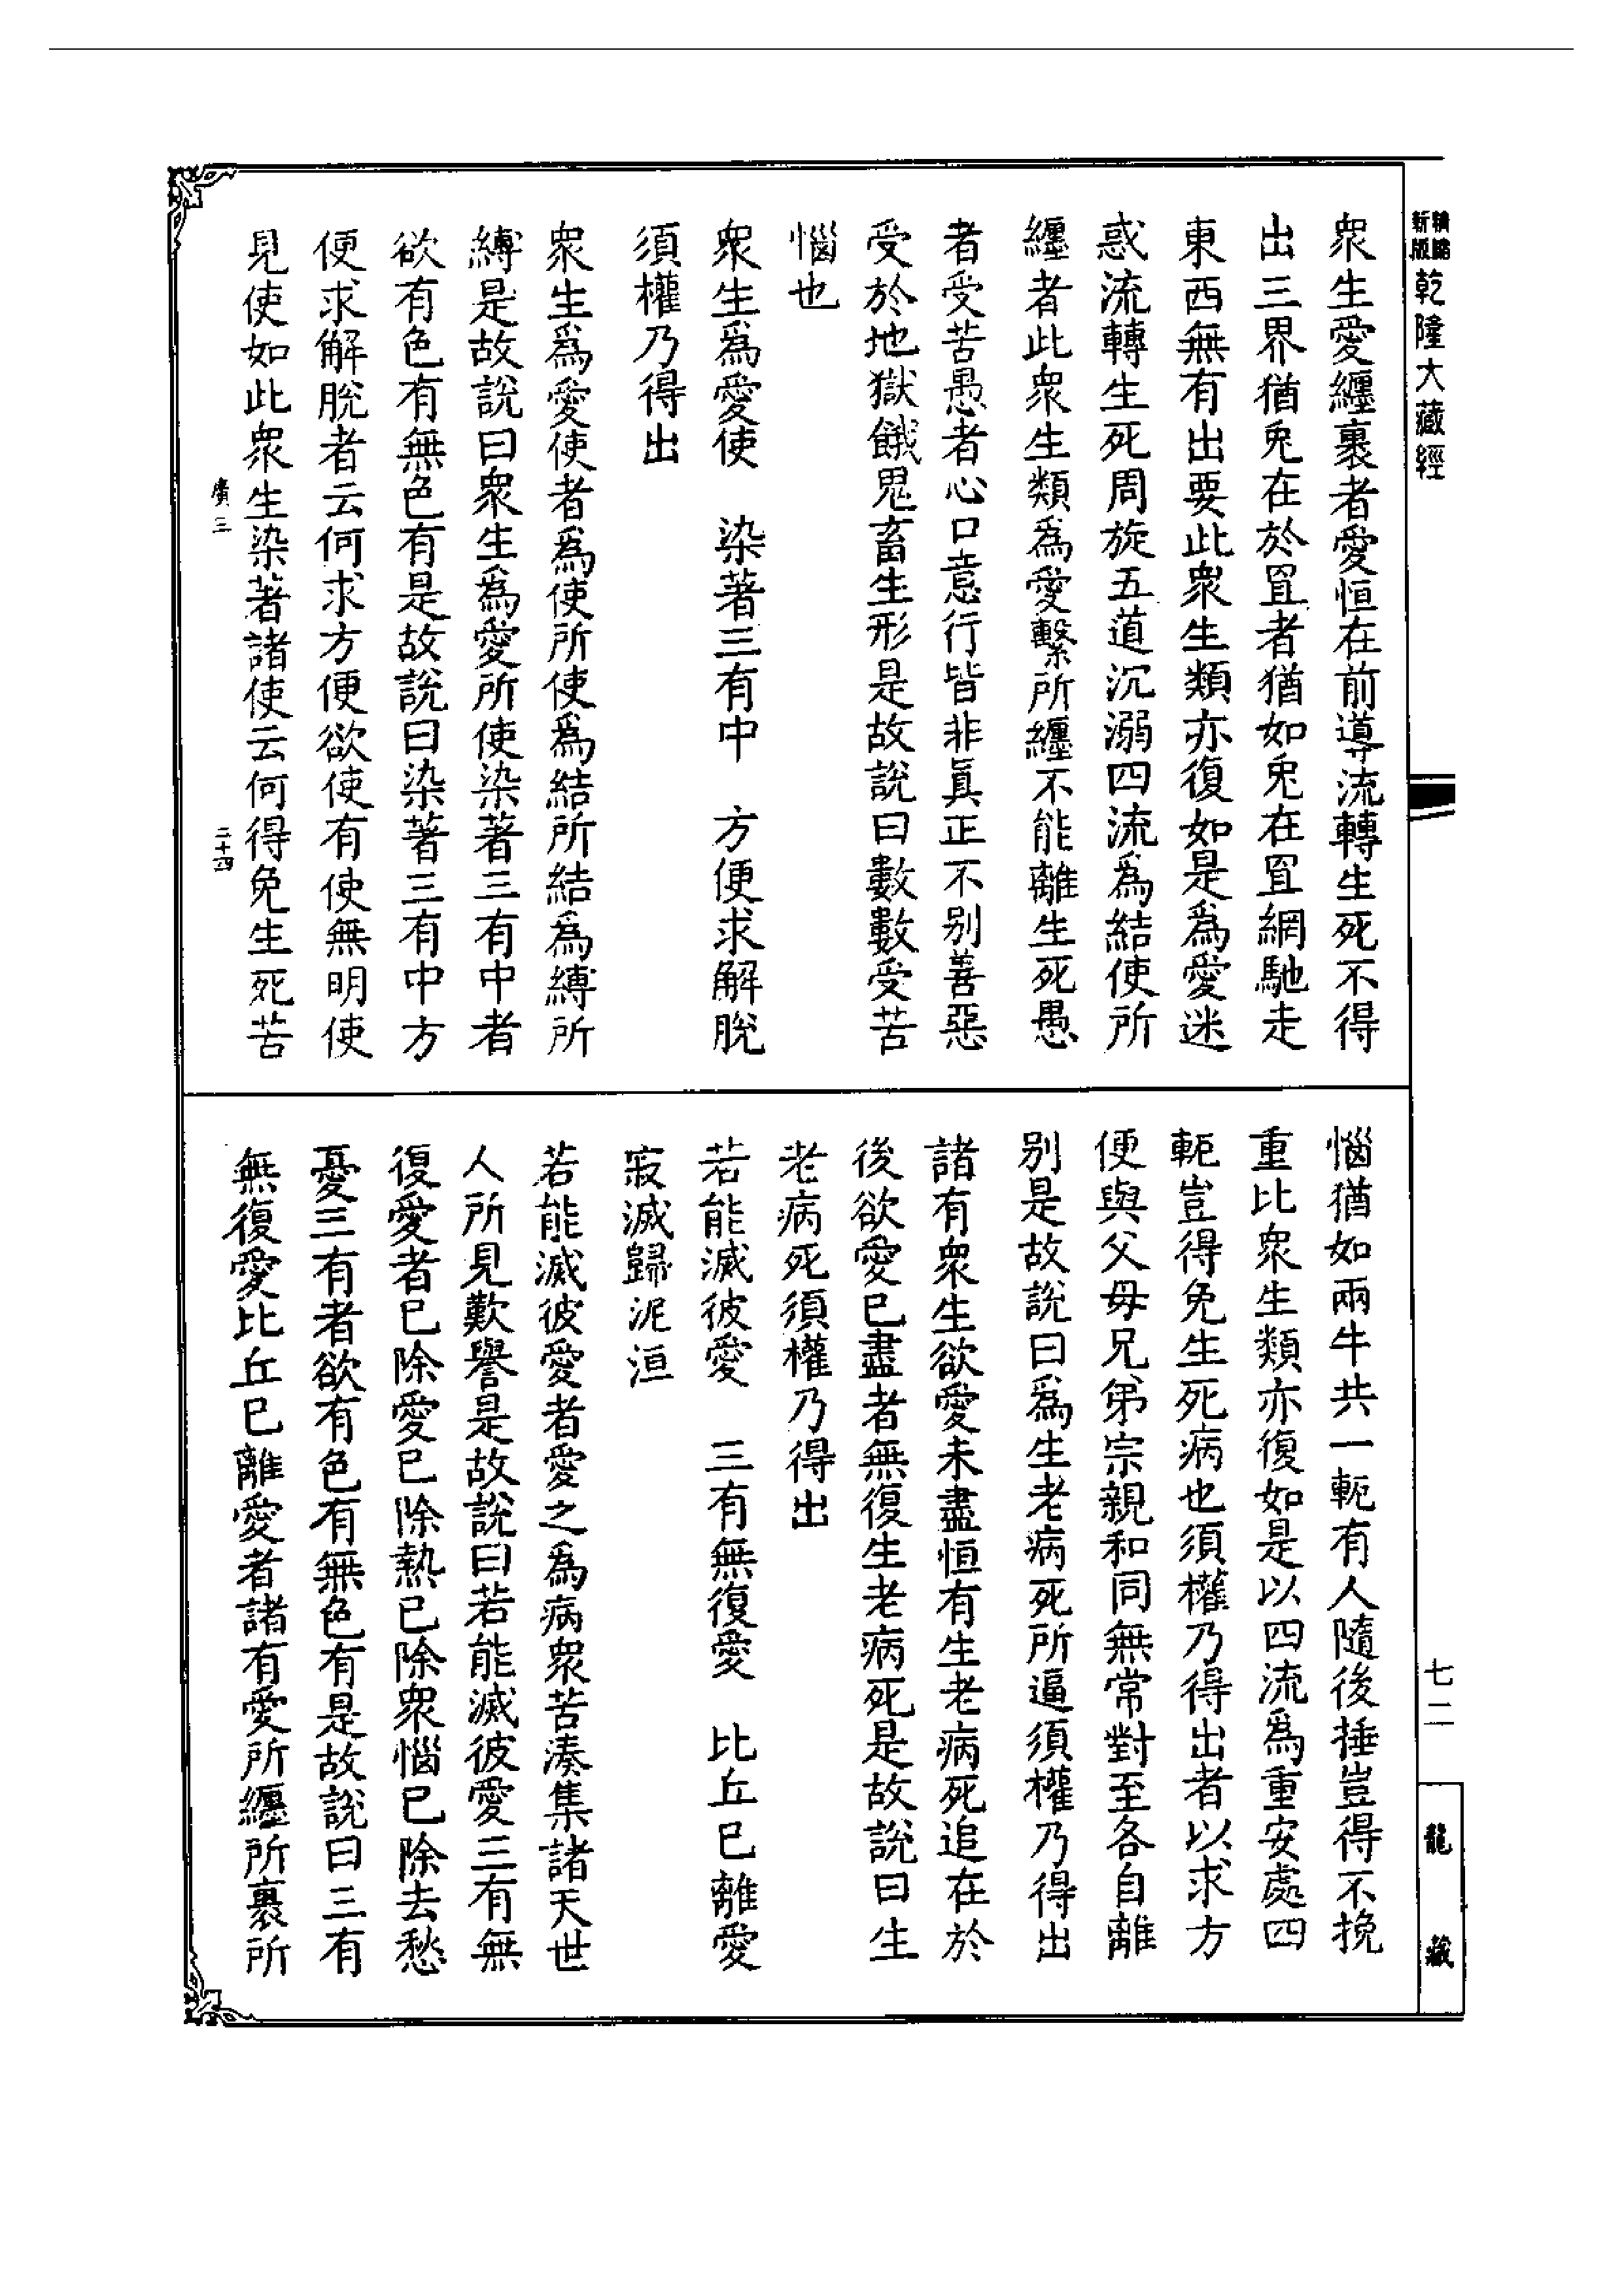 新版精縮
乾隆大藏經
衆生愛纏裹者愛恒在前導流轉生死不得
出三界猶兎在於罝者猶如兎在罝網馳走
東西無有出要此衆生類亦復如是爲愛迷
惑流轉生死周旋五道沉溺四流爲結使所
纏者此衆生類爲愛繫所纏不能離生死愚
者受苦愚者心口意行皆非眞正不别善惡
受於地獄餓鬼畜生形是故說曰數數受苦
惱也
衆生爲愛使　染著三有中　方便求解脫
須權乃得出
衆生爲愛使者爲使所使爲結所結爲縛所
縛是故說曰衆生爲愛所使染著三有中者
欲有色有無色有是故說曰染著三有中方
便求解脫者云何求方便欲使有使無明使
見使如此衆生染著諸使云何得免生死苦
廣三
二十四
惱猶如兩牛共一軛有人隨後捶豈得不挽
重比衆生類亦復如是以四流爲重安處四
軛豈得免生死病也須權乃得出者以求方
便與父母兄弟宗親和同無常對至各自離
别是故說曰爲生老病死所逼須權乃得出
諸有衆生欲愛未盡恒有生老病死追在於
後欲愛已盡者無復生老病死是故說曰生
老病死須權乃得出
若能滅彼愛　三有無復愛　比丘已離愛
寂滅歸泥洹
若能滅彼愛者愛之爲病衆苦湊集諸天世
人所見歎譽是故說曰若能滅彼愛三有無
復愛者已除愛已除熱已除衆惱已除去愁
憂三有者欲有色有無色有是故說曰三有
無復愛比丘已離愛者諸有愛所纏所裹所
七二
龍藏